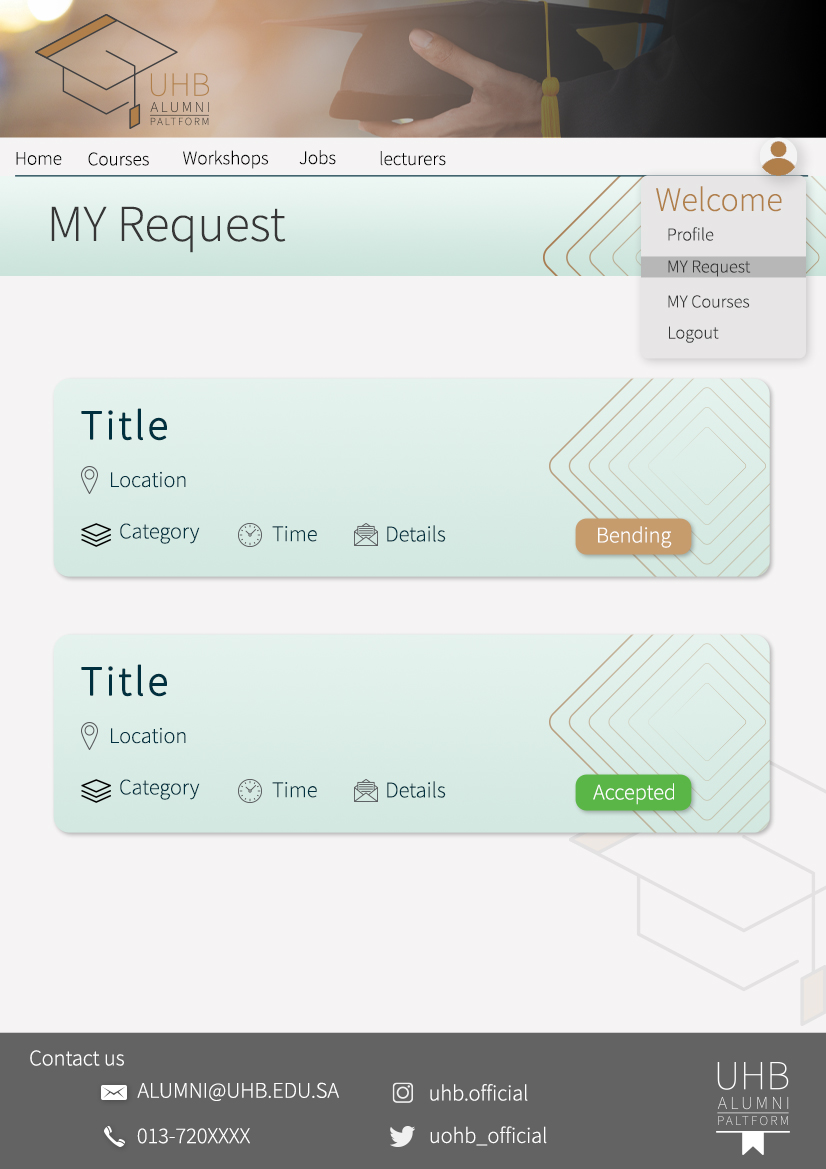 UHB
ALUMNI
PALTFORM
Home Courses Workshops Jobs lecturers
MY Request
Welcome
Profile
MY Request
MY Courses
Logout
Title
Location
Category Time Details Bending
Title
Location
Category Time Details Accepted
Contact us
ALUMNI@UHB.EDU.SA uhb.official
013-720XXXX uohb_official
UHB
ALUMNI
PALTFORM